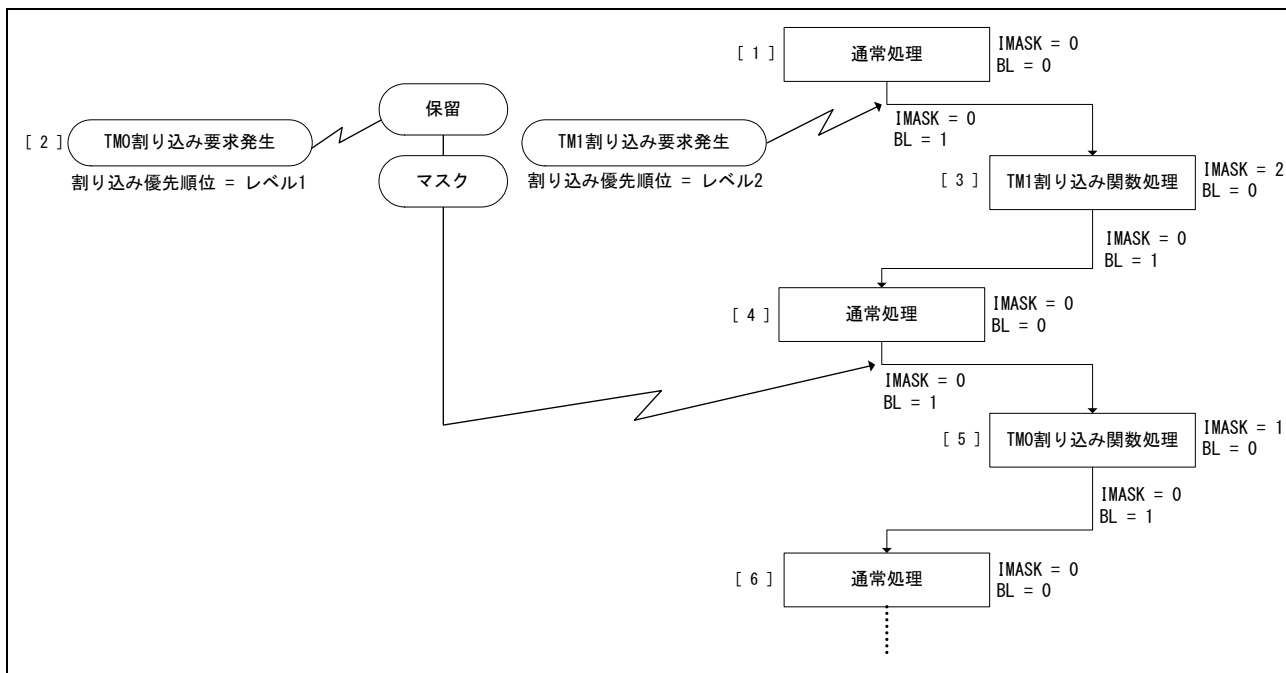 [ 1 ]
通常処理
IMASK = 0
BL = 0
保留
[ 2 ]
TM0割り込み要求発生
TM1割り込み要求発生
IMASK = 0
BL = 1
マスク
割り込み優先順位 = レベル1
割り込み優先順位 = レベル2
[ 3 ]
TM1割り込み関数処理
IMASK = 2
BL = 0
IMASK = 0
BL = 1
[ 4 ]
通常処理
IMASK = 0
BL = 0
IMASK = 0
BL = 1
[ 5 ]
TM0割り込み関数処理
IMASK = 1
BL = 0
IMASK = 0
BL = 1
[ 6 ]
通常処理
IMASK = 0
BL = 0